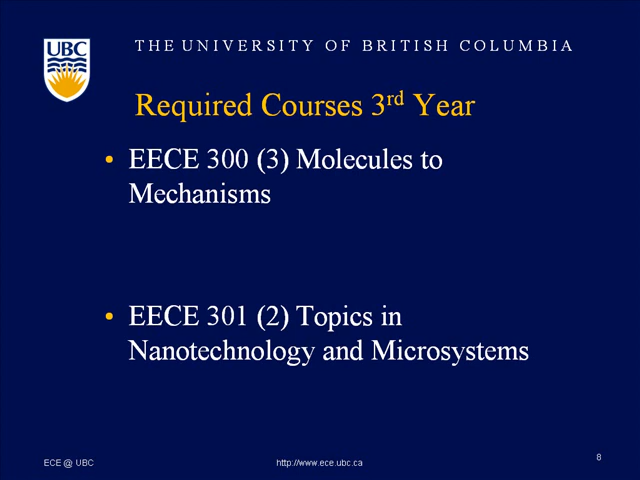 THE UNIVERSITY OF BRITISH COLUMBIA
UBC
Required Courses 3rd Year
• EECE 300 (3) Molecules to
Mechanisms
• EECE 301 (2) Topics in
Nanotechnology and Microsystems
ECE @ UBC
http://www.ece.ubc.ca
8